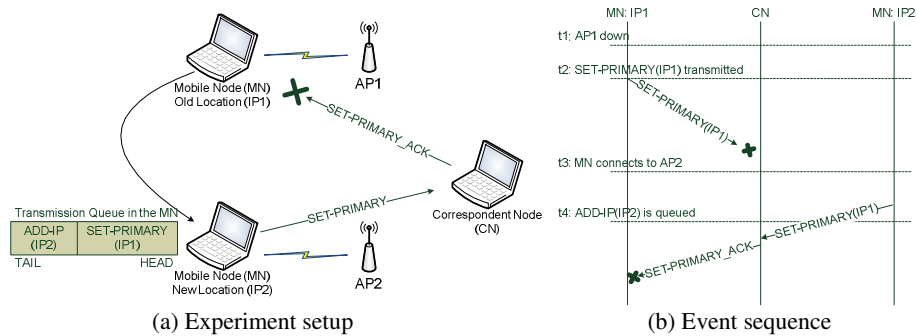 Mobile Node (MN)
Old Location (IP1)
AP1
SET-PRIMARY_ACK
SET-PRIMARY
Correspondent Node
(CN)
Transmission Queue in the MN
ADD-IP
(IP2)
SET-PRIMARY
(IP1)
TAIL
HEAD
Mobile Node (MN)
New Location (IP2)
AP2
(a) Experiment setup
MN: IP1
CN
MN: IP2
t1: AP1 down
t2: SET-PRIMARY(IP1) transmitted
SET-PRIMARY(IP1)
t3: MN connects to AP2
t4: ADD-IP(IP2) is queued
SET-PRIMARY(IP1)
SET-PRIMARY_ACK
(b) Event sequence